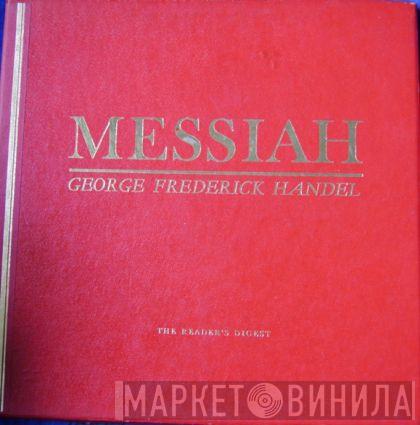 MESSIAH
GEORGE FREDERICK HANDEL
THE READER'S DIGEST
МАРКЕТ ВИНИЛА